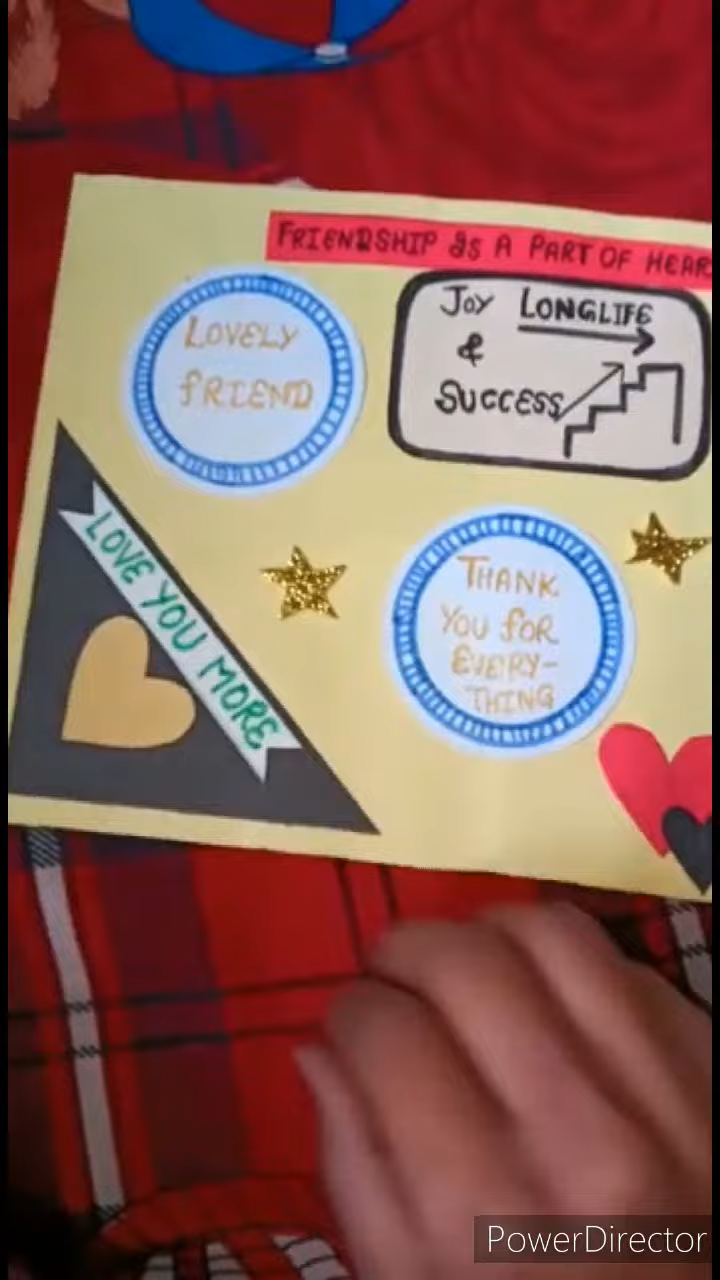 FRIENDSHIP IS A PART OF HEAR
LOVELY
FRIEND
JOY LONGLIFE
&
SUCCESS
LOVE YOU MORE
THANK
YOU FOR
EVERY-
THING
PowerDirector